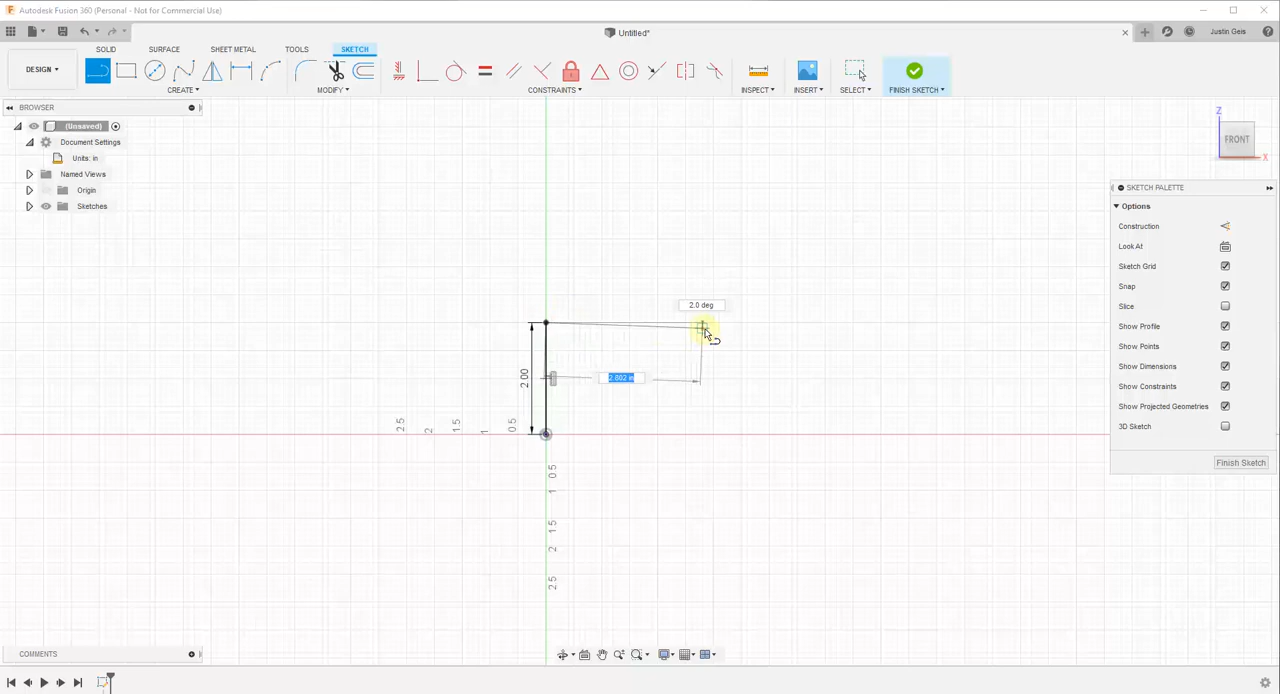 Autodesk Fusion 360 (Personal - Not for Commercial Use)
Untitled*
Justin Geis
DESIGN
SOLID
SURFACE
SHEET METAL
TOOLS
SKETCH
CREATE
MODIFY
CONSTRAINTS
INSPECT
INSERT
SELECT
FINISH SKETCH
BROWSER
(Unsaved)
Document Settings
Units: in
Named Views
Origin
Sketches
Z
FRONT
X
SKETCH PALETTE
Options
Construction
Look At
Sketch Grid
Snap
Slice
Show Profile
Show Points
Show Dimensions
Show Constraints
Show Projected Geometries
3D Sketch
Finish Sketch
2.0 deg
2.802 in
2.00
2.5
2
1.5
1
0.5
0.5
1
1.5
2
2.5
COMMENTS